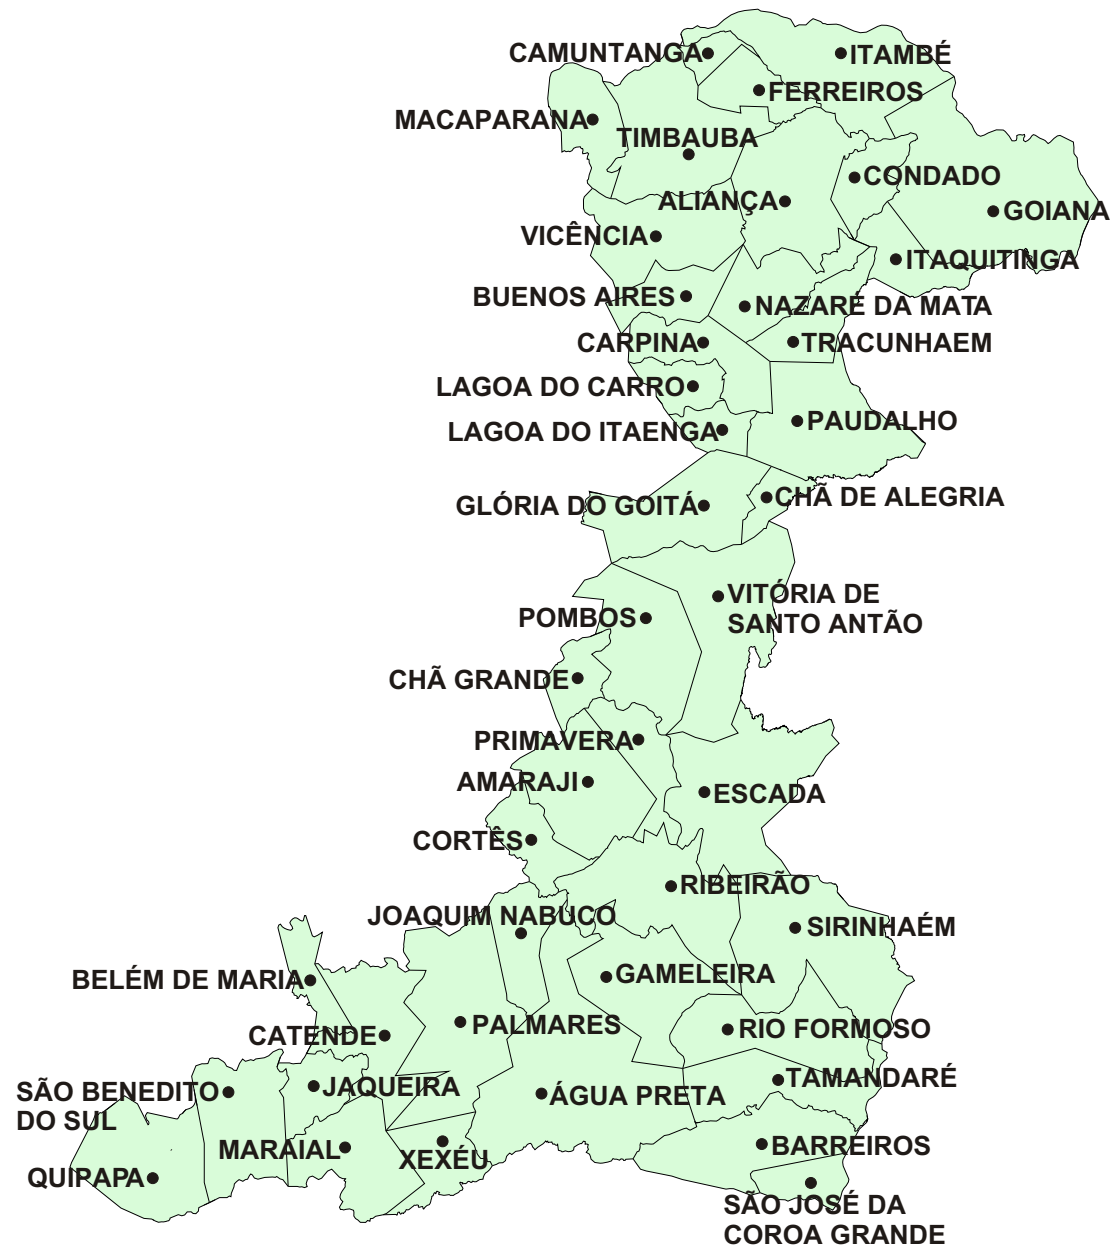 CAMUNTANGA
ITAMBÉ
FERREIROS
MACAPARANA
TIMBAUBA
CONDADO
ALIANÇA
GOIANA
VICÊNCIA
ITAQUITINGA
BUENOS AIRES
NAZARÉ DA MATA
CARPINA
TRACUNHAEM
LAGOA DO CARRO
PAUDALHO
LAGOA DO ITAENGA
CHÃ DE ALEGRIA
GLÓRIA DO GOITÁ
VITÓRIA DE
SANTO ANTÃO
POMBOS
CHÃ GRANDE
PRIMAVERA
AMARAJI
ESCADA
CORTÊS
RIBEIRÃO
JOAQUIM NABUCO
SIRINHAÉM
GAMELEIRA
BELÉM DE MARIA
PALMARES
RIO FORMOSO
CATENDE
TAMANDARÉ
JAQUEIRA
SÃO BENEDITO
DO SUL
ÁGUA PRETA
BARREIROS
MARAIAL
XEXÉU
QUIPAPA
SÃO JOSÉ DA
COROA GRANDE